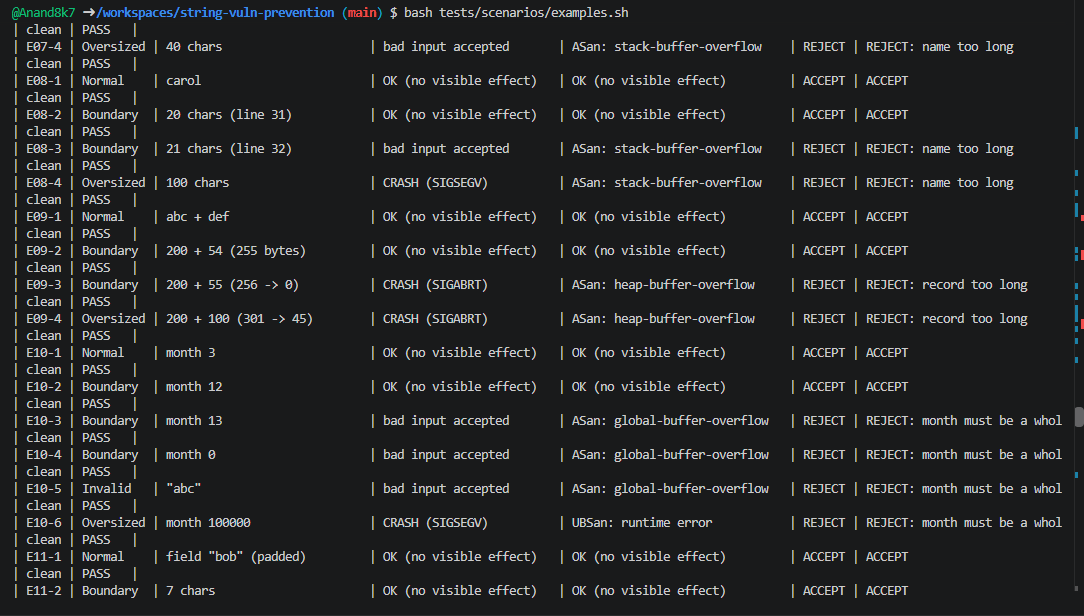 @Anand8k7 ➜/workspaces/string-vuln-prevention (main) $ bash tests/scenarios/examples.sh
| clean | PASS   |
| E07-4 | Oversized | 40 chars                     | bad input accepted       | ASan: stack-buffer-overflow    | REJECT | REJECT: name too long
| clean | PASS   |
| E08-1 | Normal    | carol                        | OK (no visible effect)   | OK (no visible effect)         | ACCEPT | ACCEPT
| clean | PASS   |
| E08-2 | Boundary  | 20 chars (line 31)           | OK (no visible effect)   | OK (no visible effect)         | ACCEPT | ACCEPT
| clean | PASS   |
| E08-3 | Boundary  | 21 chars (line 32)           | bad input accepted       | ASan: stack-buffer-overflow    | REJECT | REJECT: name too long
| clean | PASS   |
| E08-4 | Oversized | 100 chars                    | CRASH (SIGSEGV)          | ASan: stack-buffer-overflow    | REJECT | REJECT: name too long
| clean | PASS   |
| E09-1 | Normal    | abc + def                    | OK (no visible effect)   | OK (no visible effect)         | ACCEPT | ACCEPT
| clean | PASS   |
| E09-2 | Boundary  | 200 + 54 (255 bytes)         | OK (no visible effect)   | OK (no visible effect)         | ACCEPT | ACCEPT
| clean | PASS   |
| E09-3 | Boundary  | 200 + 55 (256 -> 0)          | CRASH (SIGABRT)          | ASan: heap-buffer-overflow     | REJECT | REJECT: record too long
| clean | PASS   |
| E09-4 | Oversized | 200 + 100 (301 -> 45)        | CRASH (SIGABRT)          | ASan: heap-buffer-overflow     | REJECT | REJECT: record too long
| clean | PASS   |
| E10-1 | Normal    | month 3                      | OK (no visible effect)   | OK (no visible effect)         | ACCEPT | ACCEPT
| clean | PASS   |
| E10-2 | Boundary  | month 12                     | OK (no visible effect)   | OK (no visible effect)         | ACCEPT | ACCEPT
| clean | PASS   |
| E10-3 | Boundary  | month 13                     | bad input accepted       | ASan: global-buffer-overflow   | REJECT | REJECT: month must be a whol
| clean | PASS   |
| E10-4 | Boundary  | month 0                      | bad input accepted       | ASan: global-buffer-overflow   | REJECT | REJECT: month must be a whol
| clean | PASS   |
| E10-5 | Invalid   | "abc"                        | bad input accepted       | ASan: global-buffer-overflow   | REJECT | REJECT: month must be a whol
| clean | PASS   |
| E10-6 | Oversized | month 100000                 | CRASH (SIGSEGV)          | UBSan: runtime error           | REJECT | REJECT: month must be a whol
| clean | PASS   |
| E11-1 | Normal    | field "bob" (padded)         | OK (no visible effect)   | OK (no visible effect)         | ACCEPT | ACCEPT
| clean | PASS   |
| E11-2 | Boundary  | 7 chars                      | OK (no visible effect)   | OK (no visible effect)         | ACCEPT | ACCEPT